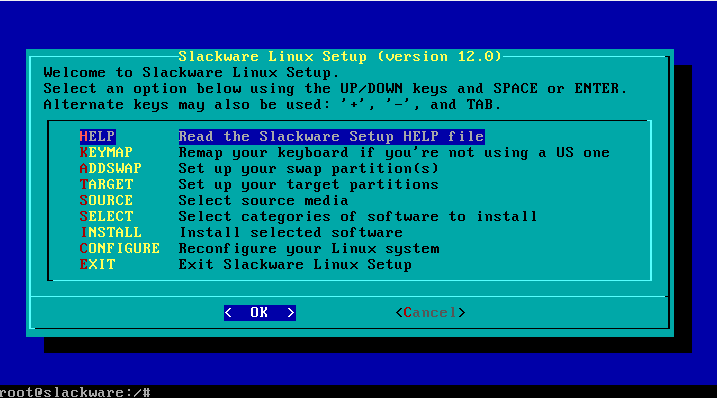 Slackware Linux Setup (version 12.0)
Welcome to Slackware Linux Setup.
Select an option below using the UP/DOWN keys and SPACE or ENTER.
Alternate keys may also be used: '+', '-', and TAB.
HELP Read the Slackware Setup HELP file
KEYMAP Remap your keyboard if you're not using a US one
ADDSWAP Set up your swap partition(s)
TARGET Set up your target partitions
SOURCE Select source media
SELECT Select categories of software to install
INSTALL Install selected software
CONFIGURE Reconfigure your Linux system
EXIT Exit Slackware Linux Setup
< OK > <Cancel>
root@slackware:/#